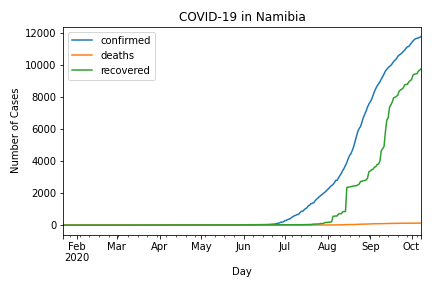 COVID-19 in Namibia
confirmed
deaths
recovered
Number of Cases
12000
10000
8000
6000
4000
2000
0
Feb Mar Apr May Jun Jul Aug Sep Oct
2020
Day